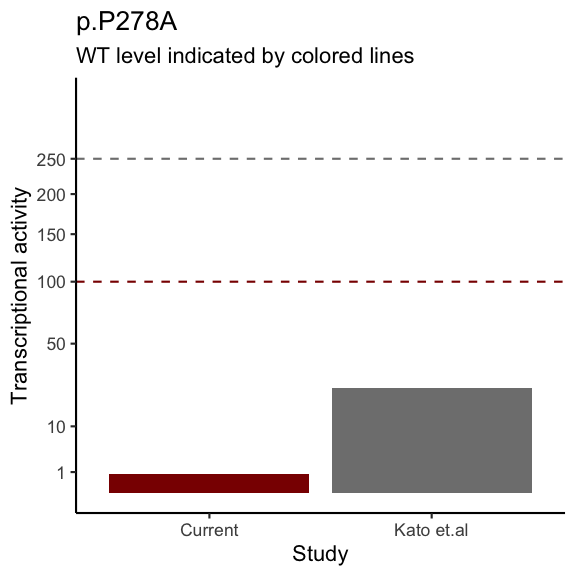 p.P278A
WT level indicated by colored lines
Transcriptional activity
250
200
150
100
50
10
1
Current
Kato et.al
Study